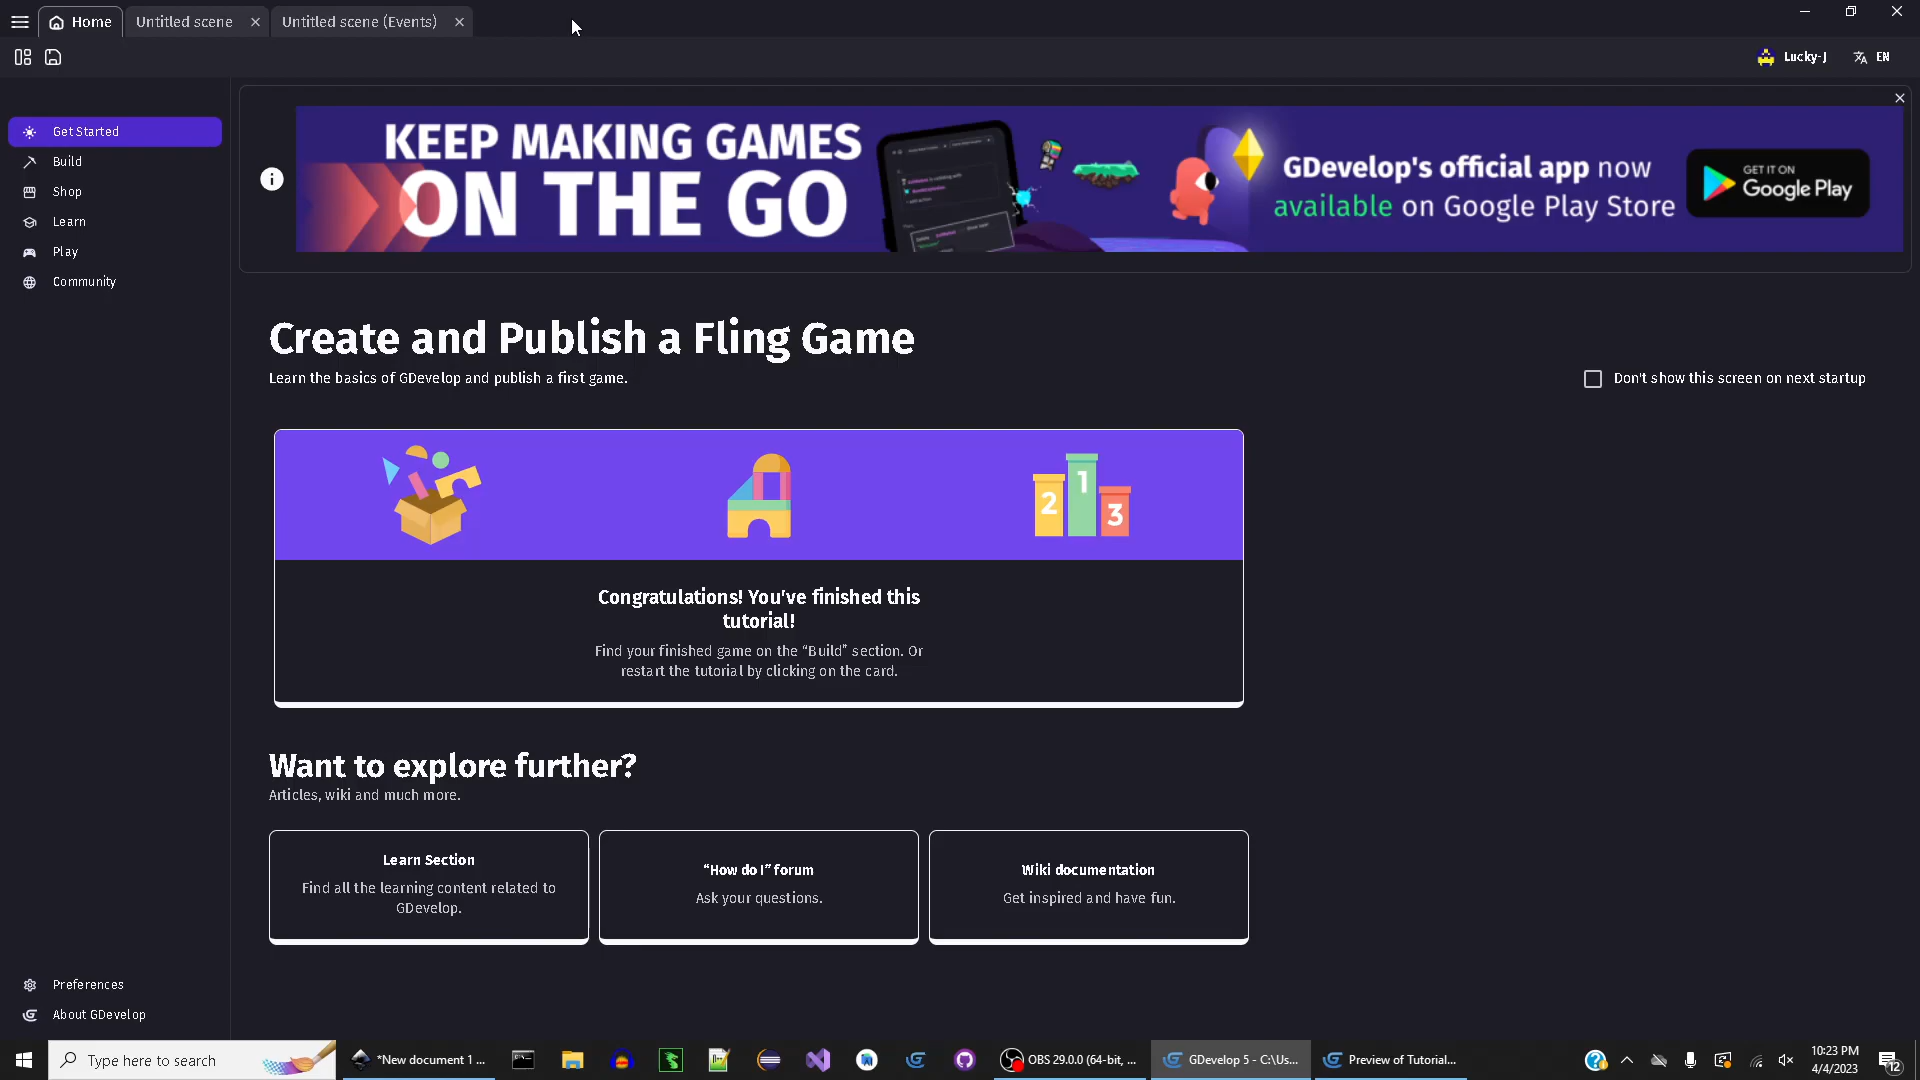 Home
Untitled scene
Untitled scene (Events)
Lucky-J
EN
Get Started
Build
Shop
Learn
Play
Community
KEEP MAKING GAMES
ON THE GO
GDevelop's official app now
available on Google Play Store
GET IT ON
Google Play
Create and Publish a Fling Game
Learn the basics of GDevelop and publish a first game.
Don't show this screen on next startup
2
1
3
Congratulations! You've finished this
tutorial!
Find your finished game on the “Build” section. Or
restart the tutorial by clicking on the card.
Want to explore further?
Articles, wiki and much more.
Learn Section
Find all the learning content related to
GDevelop.
“How do I” forum
Ask your questions.
Wiki documentation
Get inspired and have fun.
Preferences
About GDevelop
Type here to search
*New document 1 ...
OBS 29.0.0 (64-bit, ...
GDevelop 5 - C:\Us...
Preview of Tutorial...
10:23 PM
4/4/2023
12